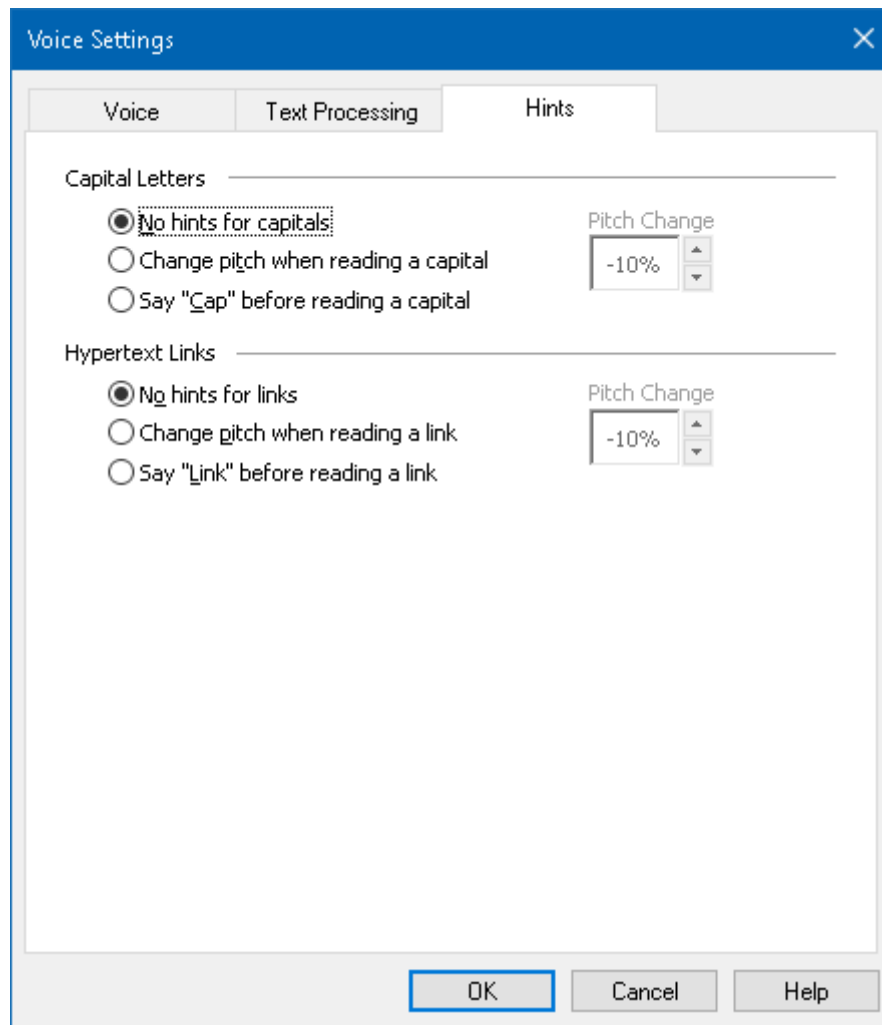 Voice Settings
Voice Text Processing Hints
Capital Letters
No hints for capitals Pitch Change
Change pitch when reading a capital -10%
Say "Cap" before reading a capital
Hypertext Links
No hints for links Pitch Change
Change pitch when reading a link -10%
Say "Link" before reading a link
OK Cancel Help